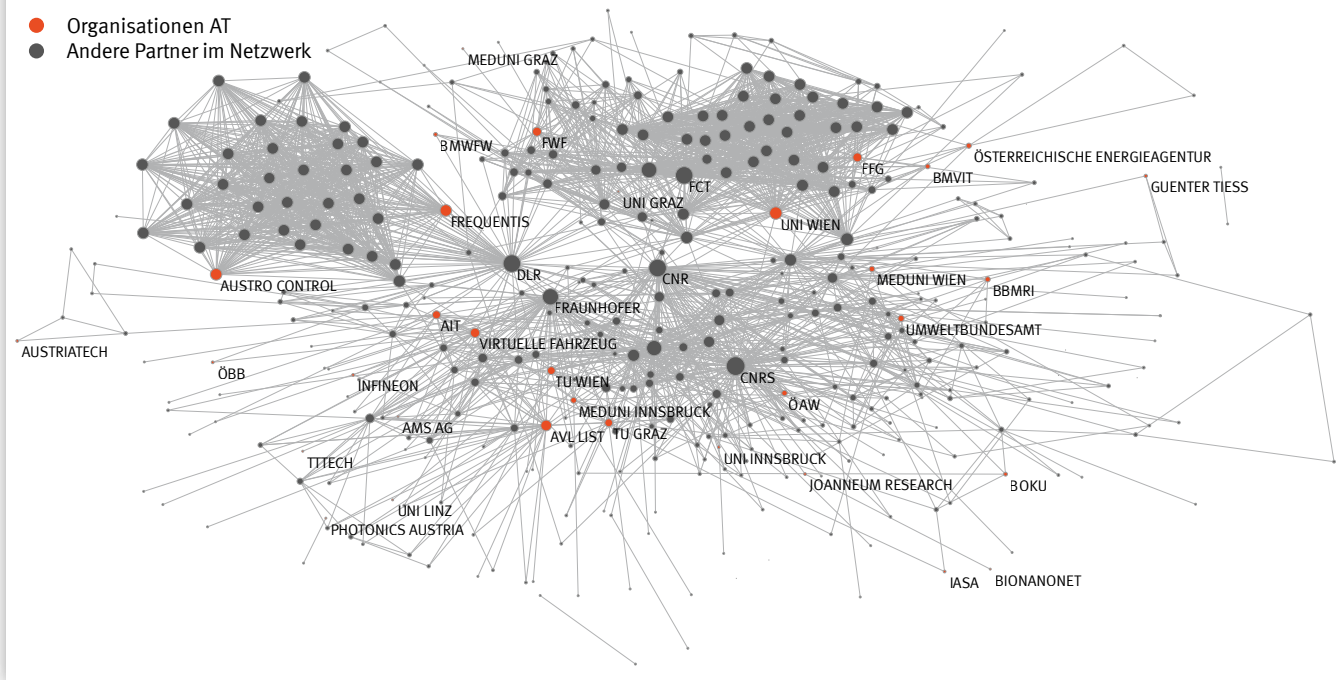 Organisationen AT
Andere Partner im Netzwerk
MEDUNI GRAZ
BMWFW
FWF
FFG
ÖSTERREICHISCHE ENERGIEAGENTUR
BMVIT
GUENTER TIESS
FCT
UNI GRAZ
FREQUENTIS
UNI WIEN
DLR
CNR
AUSTRO CONTROL
MEDUNI WIEN
BBMRI
FRAUNHOFER
AIT
UMWELTBUNDESAMT
VIRTUELLE FAHRZEUG
AUSTRIATECH
ÖBB
INFINEON
TU WIEN
CNRS
ÖAW
MEDUNI INNSBRUCK
AMS AG
AVL LIST
TU GRAZ
TTTECH
UNI INNSBRUCK
JOANNEUM RESEARCH
BOKU
UNI LINZ
PHOTONICS AUSTRIA
IASA
BIONANONET